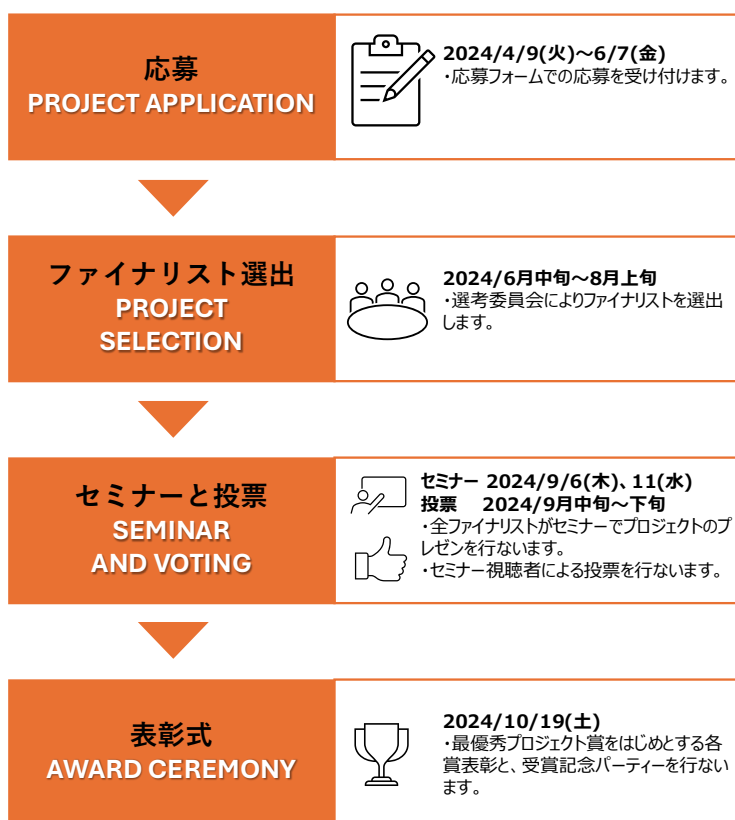 応募
PROJECT APPLICATION
2024/4/9(火)～6/7(金)
・応募フォームでの応募を受け付けます。
ファイナリスト選出
PROJECT
SELECTION
2024/6月中旬～8月上旬
・選考委員会によりファイナリストを選出
します。
セミナーと投票
SEMINAR
AND VOTING
セミナー 2024/9/6(木)、11(水)
投票　 2024/9月中旬～下旬
・全ファイナリストがセミナーでプロジェクトのプ
レゼンを行ないます。
・セミナー視聴者による投票を行ないます。
表彰式
AWARD CEREMONY
2024/10/19(土)
・最優秀プロジェクト賞をはじめとする各
賞表彰と、受賞記念パーティーを行ない
ます。